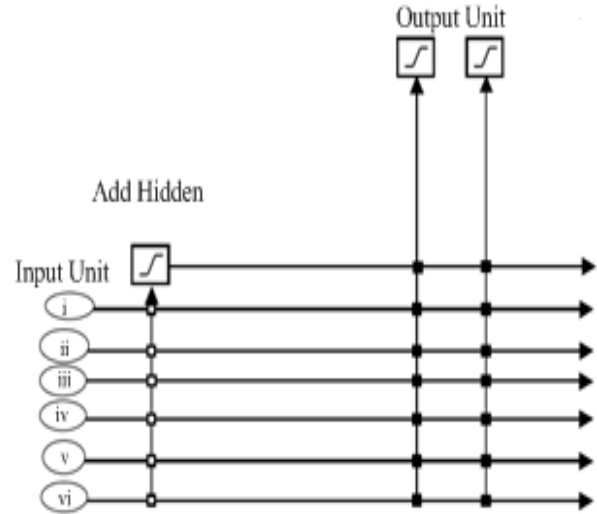 Output Unit
Add Hidden
Input Unit
i
ii
iii
iv
v
vi